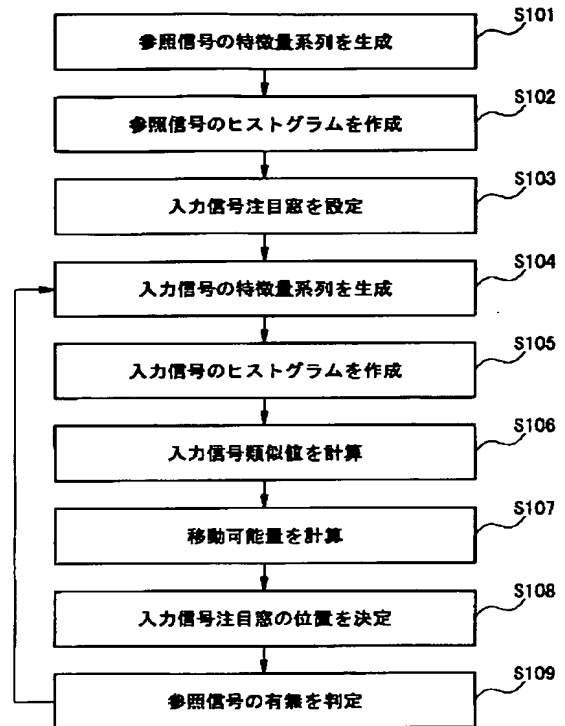 S101
参照信号の特徴量系列を生成
S102
参照信号のヒストグラムを作成
S103
入力信号注目窓を設定
S104
入力信号の特徴量系列を生成
S105
入力信号のヒストグラムを作成
S106
入力信号類似値を計算
S107
移動可能量を計算
S108
入力信号注目窓の位置を決定
S109
参照信号の有無を判定